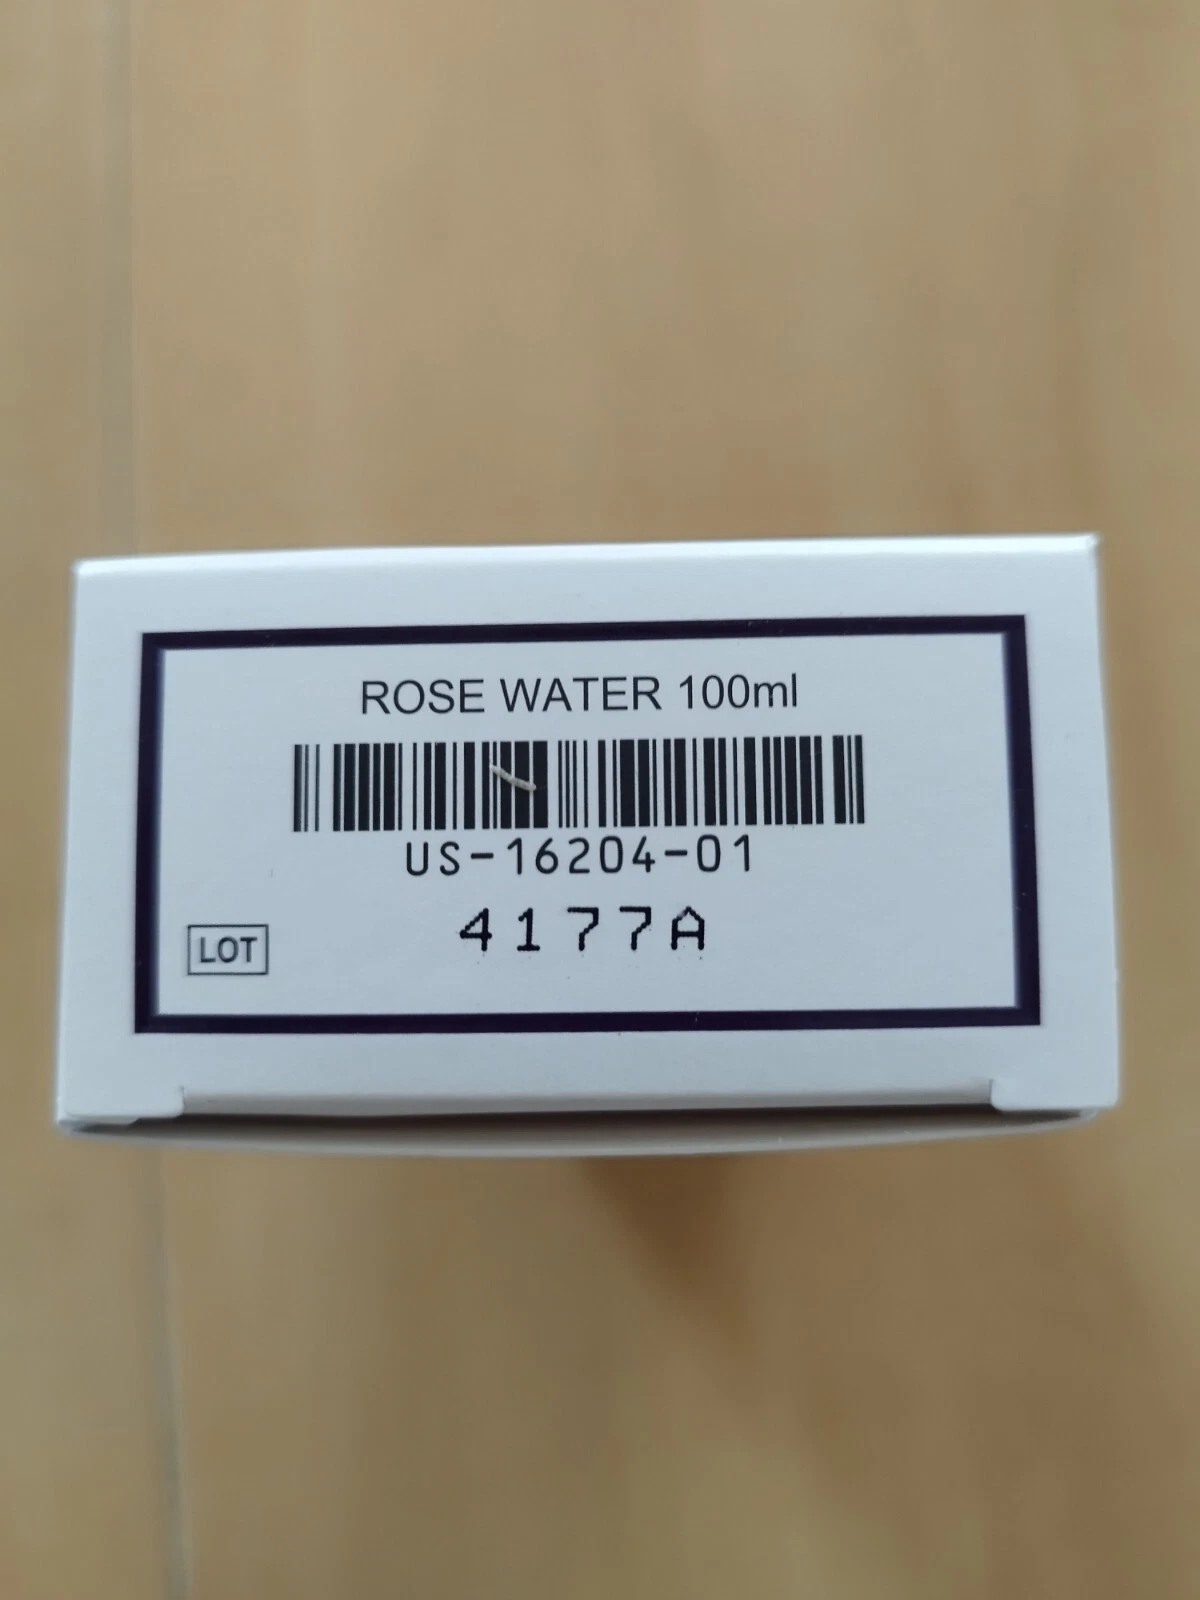 ROSE WATER 100ml
US-16204-01
4177A
LOT